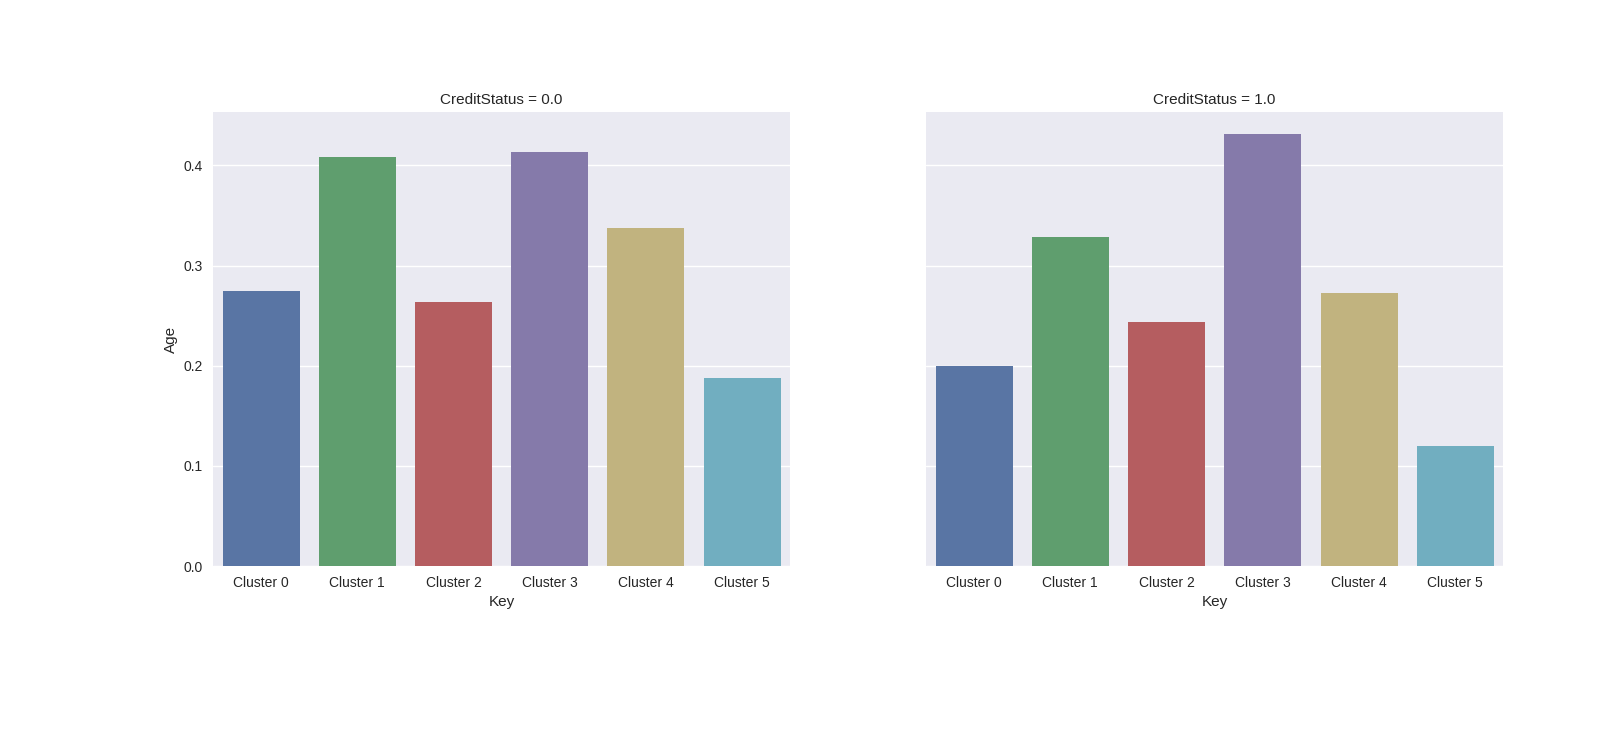 CreditStatus = 0.0
0.4
0.3
0.2
0.1
0.0
Age
Cluster 0 Cluster 1 Cluster 2 Cluster 3 Cluster 4 Cluster 5
Key
CreditStatus = 1.0
Cluster 0 Cluster 1 Cluster 2 Cluster 3 Cluster 4 Cluster 5
Key